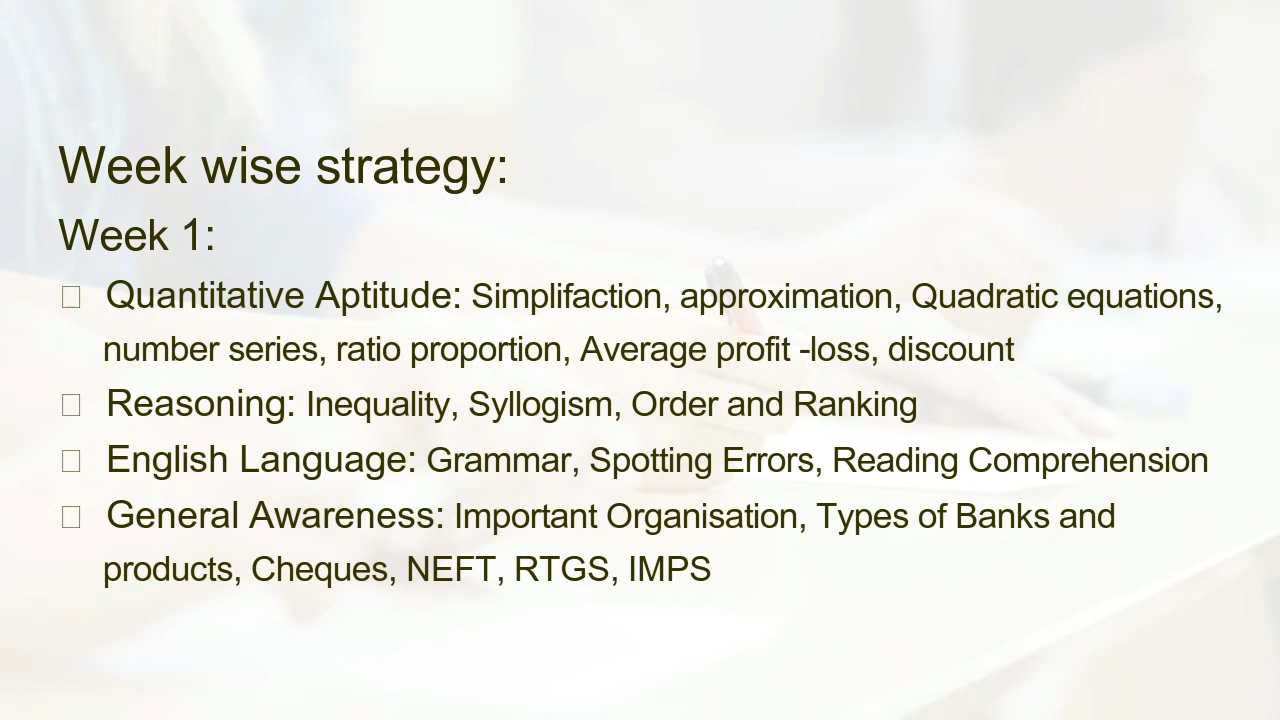 Week wise strategy:
Week 1:
Quantitative Aptitude: Simplifaction, approximation, Quadratic equations,
number series, ratio proportion, Average profit -loss, discount
Reasoning: Inequality, Syllogism, Order and Ranking
English Language: Grammar, Spotting Errors, Reading Comprehension
General Awareness: Important Organisation, Types of Banks and
products, Cheques, NEFT, RTGS, IMPS